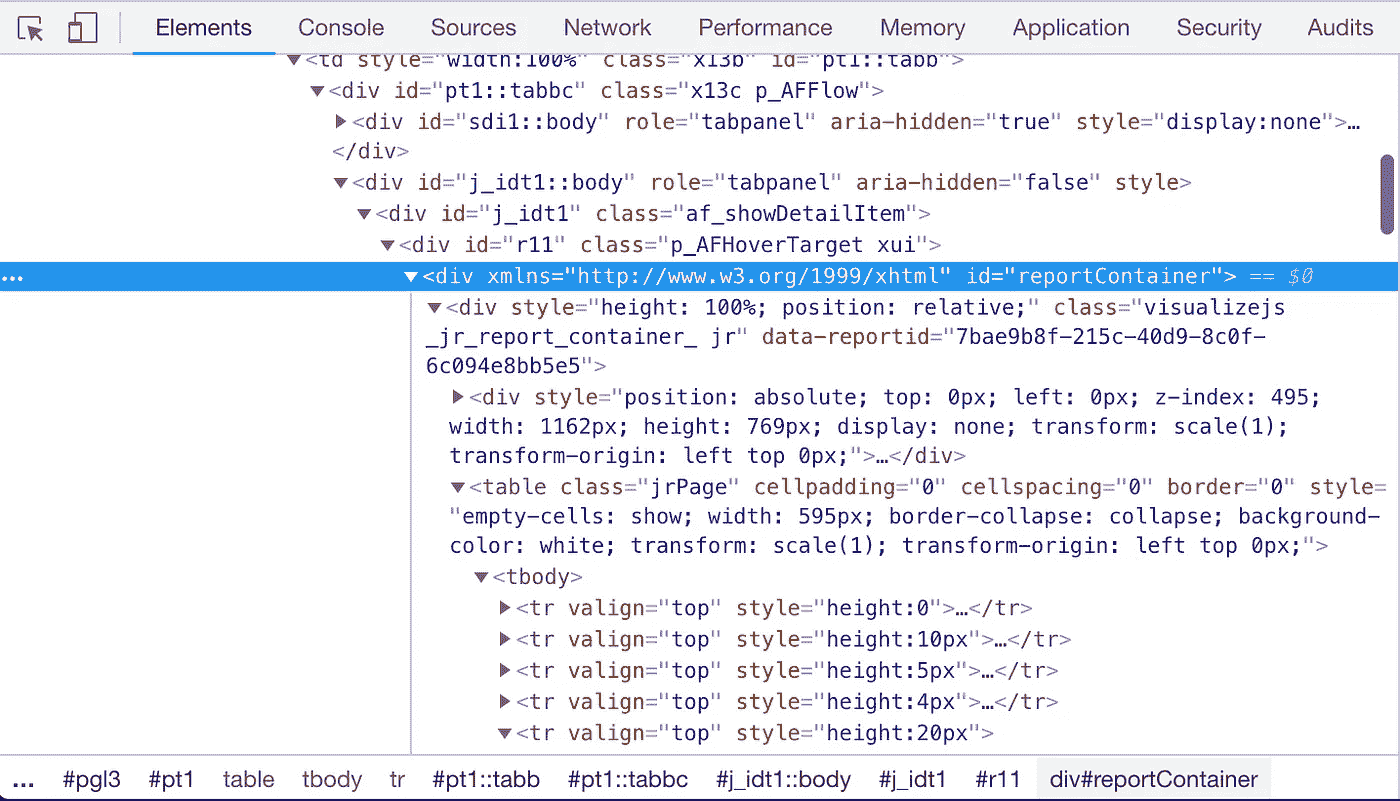 Elements Console Sources Network Performance Memory Application Security Audits
▼<td style="width:100%" class="x13b" id="pt1::tabb">
▼<div id="pt1::tabbc" class="x13c p_AFFlow">
▶<div id="sdi1::body" role="tabpanel" aria-hidden="true" style="display:none">…
</div>
▼<div id="j_idt1::body" role="tabpanel" aria-hidden="false" style>
▼<div id="j_idt1" class="af_showDetailItem">
▼<div id="r11" class="p_AFHoverTarget xui">
… ▼<div xmlns="http://www.w3.org/1999/xhtml" id="reportContainer"> == $0
▼<div style="height: 100%; position: relative;" class="visualizejs
_jr_report_container_ jr" data-reportid="7bae9b8f-215c-40d9-8c0f-
6c094e8bb5e5">
▶<div style="position: absolute; top: 0px; left: 0px; z-index: 495;
width: 1162px; height: 769px; display: none; transform: scale(1);
transform-origin: left top 0px;">…</div>
▼<table class="jrPage" cellpadding="0" cellspacing="0" border="0" style=
"empty-cells: show; width: 595px; border-collapse: collapse; background-
color: white; transform: scale(1); transform-origin: left top 0px;">
▼<tbody>
▶<tr valign="top" style="height:0">…</tr>
▶<tr valign="top" style="height:10px">…</tr>
▶<tr valign="top" style="height:5px">…</tr>
▶<tr valign="top" style="height:4px">…</tr>
▼<tr valign="top" style="height:20px">
… #pgl3 #pt1 table tbody tr #pt1::tabb #pt1::tabbc #j_idt1::body #j_idt1 #r11 div#reportContainer